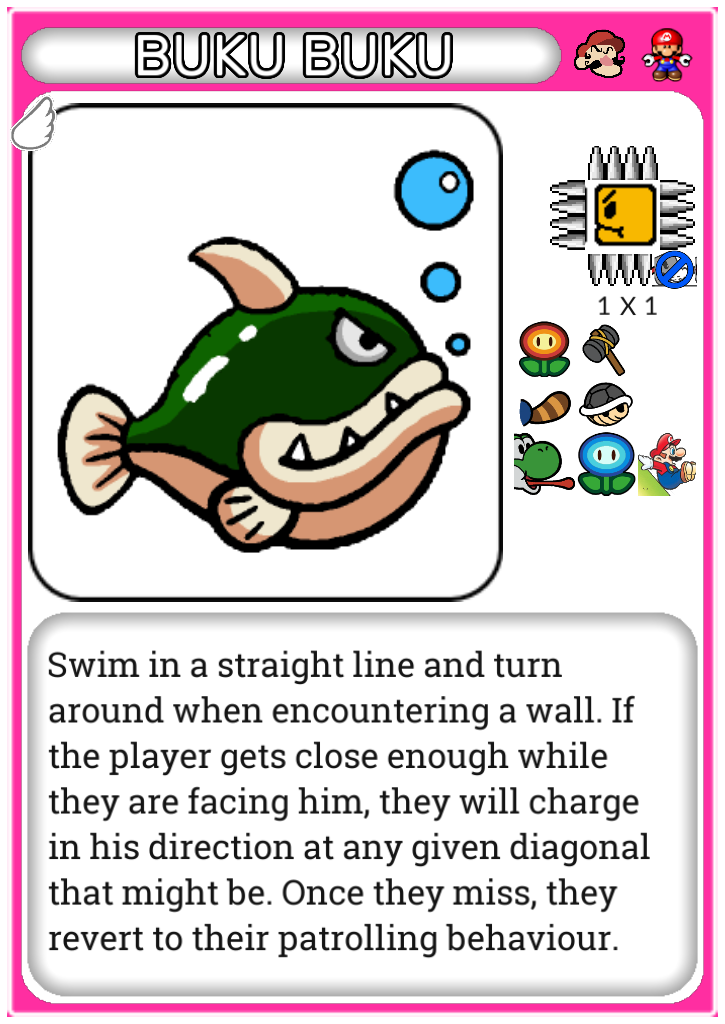 BUKU BUKU
1 X 1
Swim in a straight line and turn
around when encountering a wall. If
the player gets close enough while
they are facing him, they will charge
in his direction at any given diagonal
that might be. Once they miss, they
revert to their patrolling behaviour.